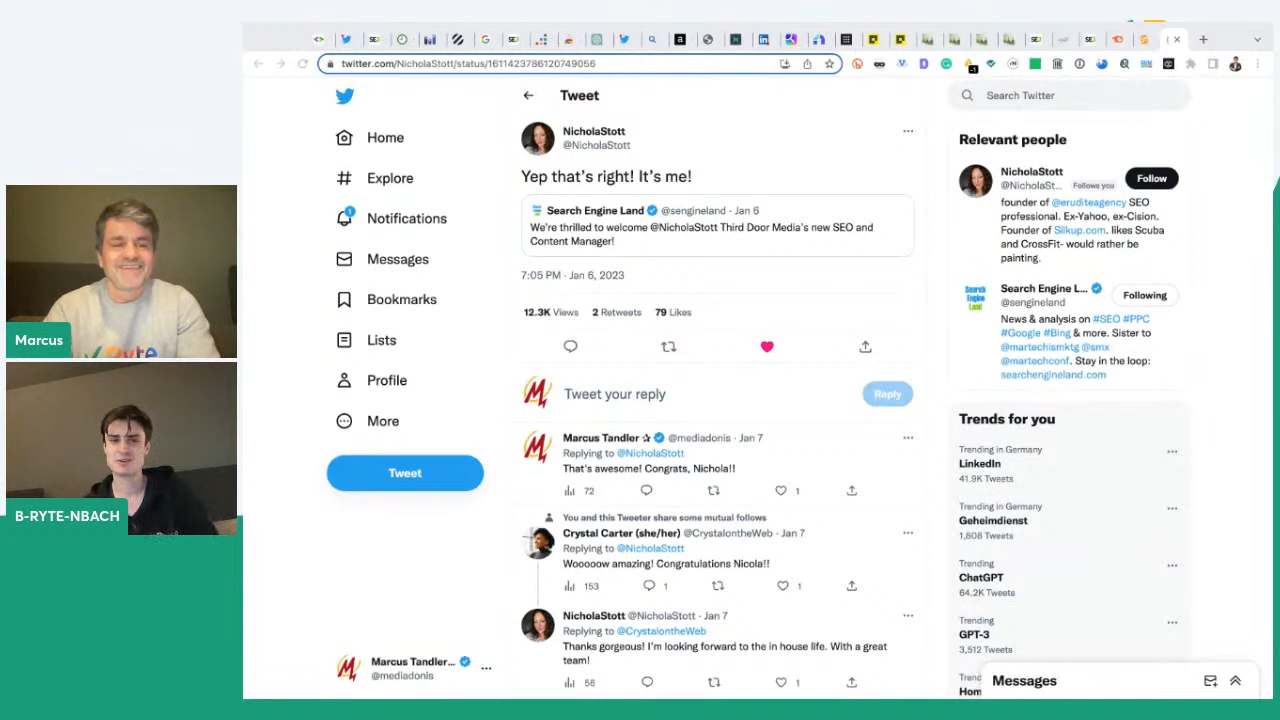 twitter.com/NicholaStott/status/1611423786120749056
Home
Explore
1
Notifications
Messages
Bookmarks
Lists
Profile
More
Tweet
Marcus Tandler...
@mediadonis
Tweet
NicholaStott
@NicholaStott
Yep that's right! It's me!
Search Engine Land @sengineland · Jan 6
We're thrilled to welcome @NicholaStott Third Door Media's new SEO and
Content Manager!
7:05 PM · Jan 6, 2023
12.3K Views 2 Retweets 79 Likes
Tweet your reply
Reply
Marcus Tandler ✰ @mediadonis · Jan 7
Replying to @NicholaStott
That's awesome! Congrats, Nichola!!
72 1
You and this Tweeter share some mutual follows
Crystal Carter (she/her) @CrystalontheWeb · Jan 7
Replying to @NicholaStott
Wooooow amazing! Congratulations Nicola!!
153 1 1
NicholaStott @NicholaStott · Jan 7
Replying to @CrystalontheWeb
Thanks gorgeous! I'm looking forward to the in house life. With a great
team!
56 1
Search Twitter
Relevant people
NicholaStott
@NicholaSt... Follows you
Follow
founder of @eruditeagency SEO
professional. Ex-Yahoo, ex-Cision.
Founder of Silkup.com. likes Scuba
and CrossFit- would rather be
painting.
Search Engine L...
@sengineland
Following
News & analysis on #SEO #PPC
#Google #Bing & more. Sister to
@martechismktg @smx
@martechconf. Stay in the loop:
searchengineland.com
Trends for you
Trending in Germany
LinkedIn
41.9K Tweets
Trending in Germany
Geheimdienst
1,808 Tweets
Trending
ChatGPT
64.2K Tweets
Trending
GPT-3
3,512 Tweets
Messages
Marcus
B-RYTE-NBACH